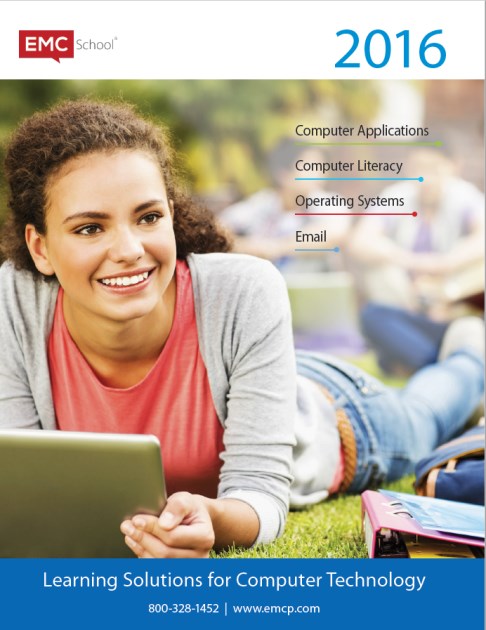 EMC School®
2016
Computer Applications
Computer Literacy
Operating Systems
Email
Learning Solutions for Computer Technology
800-328-1452 | www.emcp.com